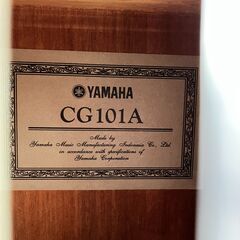 YAMAHA
CG101A
Made by
Yamaha Music Manufacturing Indonesia Co., Ltd.
in accordance with specifications of
Yamaha Corporation